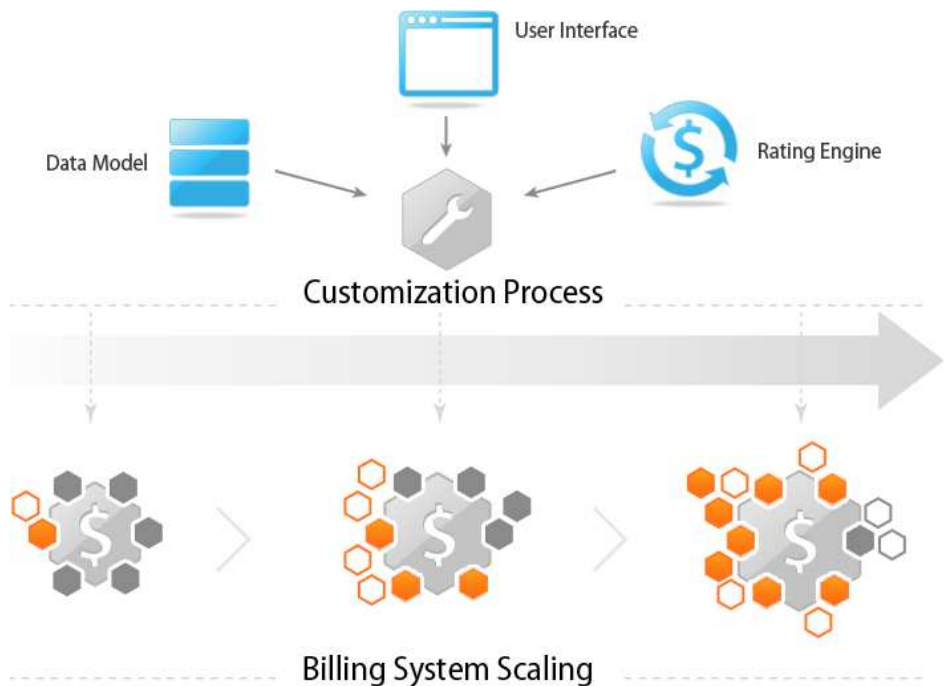 User Interface
Data Model
Rating Engine
$
Customization Process
$
$
$
Billing System Scaling